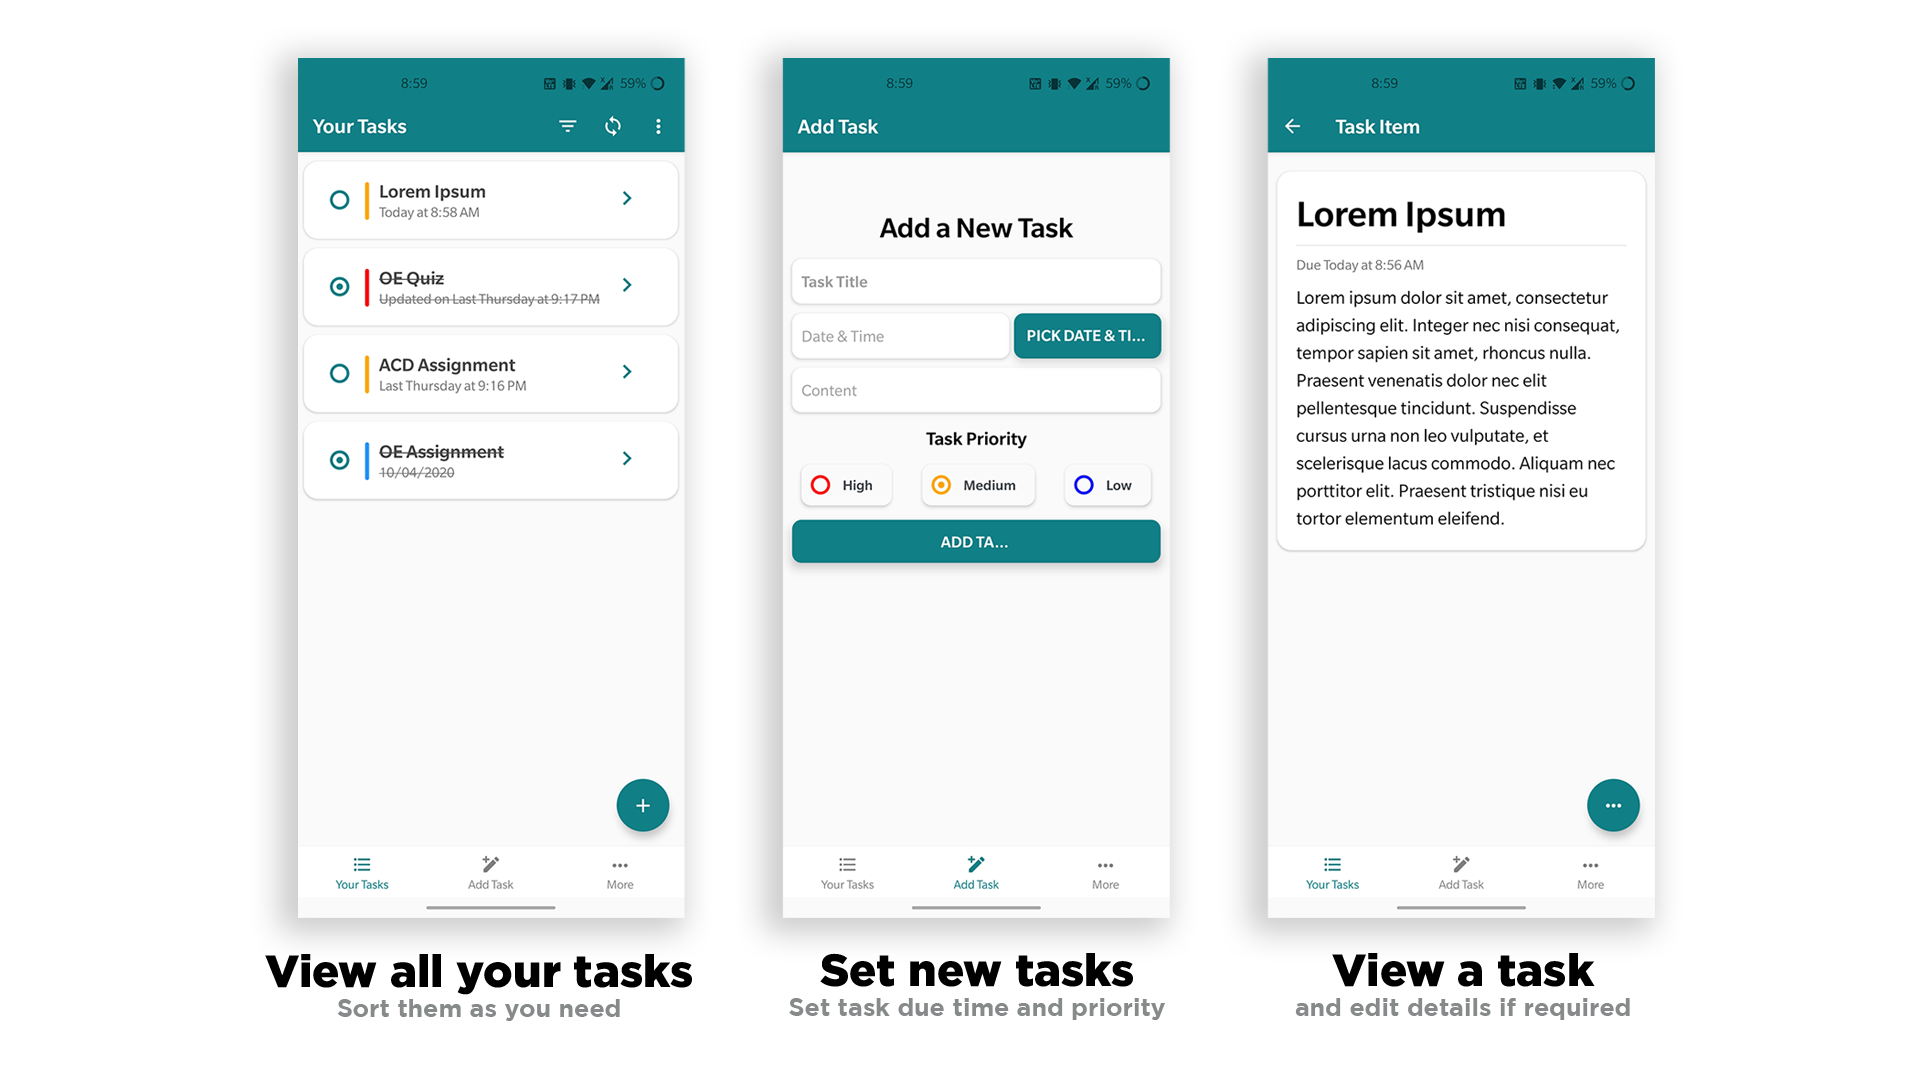 8:59
59%
Your Tasks
Lorem Ipsum
Today at 8:58 AM
OE Quiz
Updated on Last Thursday at 9:17 PM
ACD Assignment
Last Thursday at 9:16 PM
OE Assignment
10/04/2020
+
Your Tasks
Add Task
More
View all your tasks
Sort them as you need
8:59
59%
Add Task
Add a New Task
Task Title
Date & Time
PICK DATE & TI...
Content
Task Priority
High
Medium
Low
ADD TA...
Your Tasks
Add Task
More
Set new tasks
Set task due time and priority
8:59
59%
Task Item
Lorem Ipsum
Due Today at 8:56 AM
Lorem ipsum dolor sit amet, consectetur
adipiscing elit. Integer nec nisi consequat,
tempor sapien sit amet, rhoncus nulla.
Praesent venenatis dolor nec elit
pellentesque tincidunt. Suspendisse
cursus urna non leo vulputate, et
scelerisque lacus commodo. Aliquam nec
porttitor elit. Praesent tristique nisi eu
tortor elementum eleifend.
Your Tasks
Add Task
More
View a task
and edit details if required